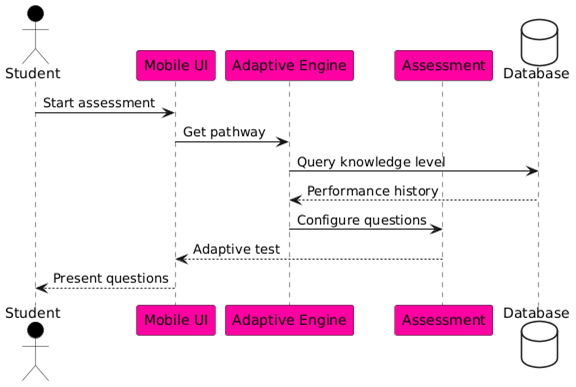 Student
Mobile UI
Adaptive Engine
Assessment
Database
Start assessment
Get pathway
Query knowledge level
Performance history
Configure questions
Adaptive test
Present questions
Student
Mobile UI
Adaptive Engine
Assessment
Database